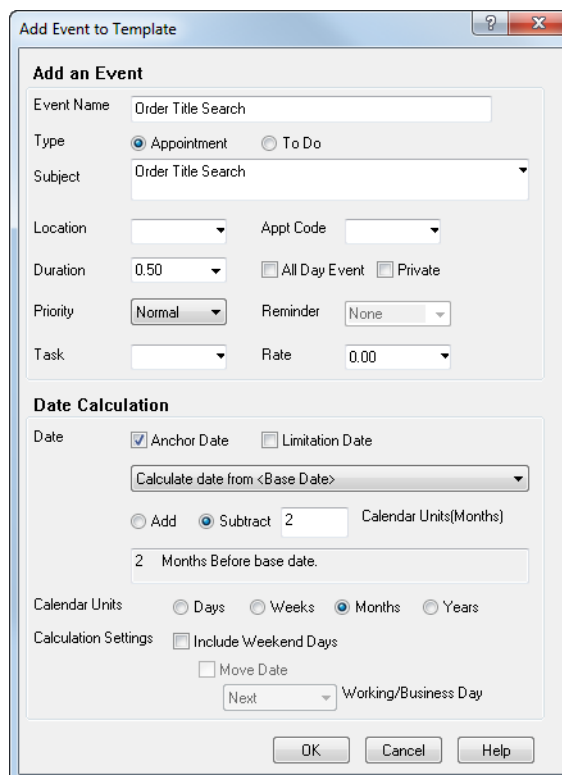 Add Event to Template
Add an Event
Event Name Order Title Search
Type Appointment To Do
Subject Order Title Search
Location Appt Code
Duration 0.50 All Day Event Private
Priority Normal Reminder None
Task Rate 0.00
Date Calculation
Date Anchor Date Limitation Date
Calculate date from <Base Date>
Add Subtract 2 Calendar Units(Months)
2 Months Before base date.
Calendar Units Days Weeks Months Years
Calculation Settings Include Weekend Days
Move Date
Next Working/Business Day
OK Cancel Help